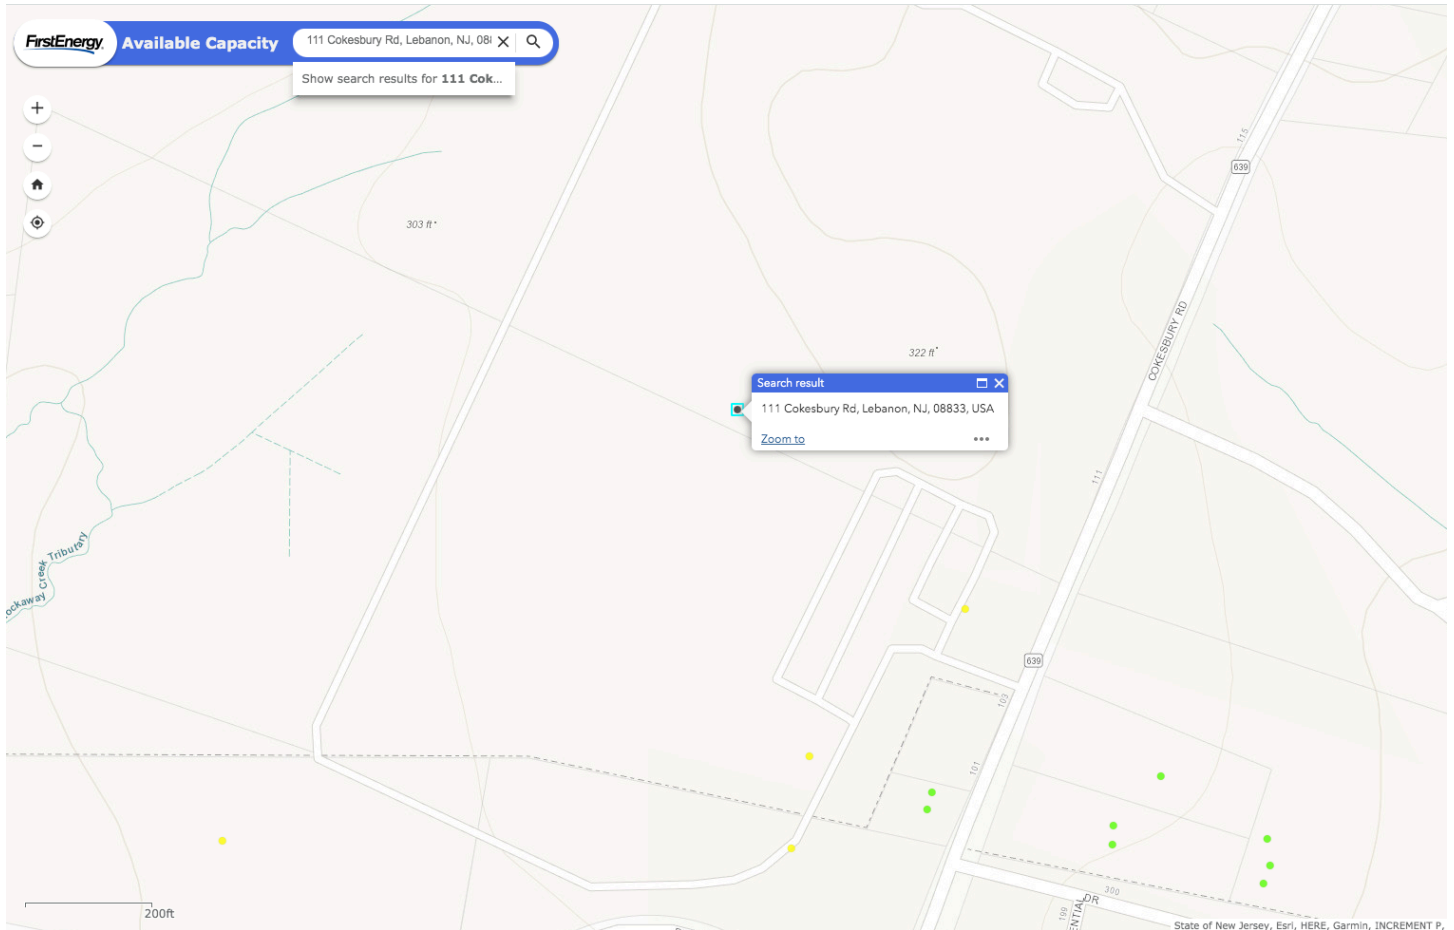 FirstEnergy
Available Capacity
111 Cokesbury Rd, Lebanon, NJ, 08
Show search results for 111 Cok...
115
639
303 ft
COKESBURY RD
322 ft
Search result
111 Cokesbury Rd, Lebanon, NJ, 08833, USA
Zoom to
111
Creek Tributary
639
103
101
300
DR
199
200ft
State of New Jersey, Esri, HERE, Garmin, INCREMENT P,